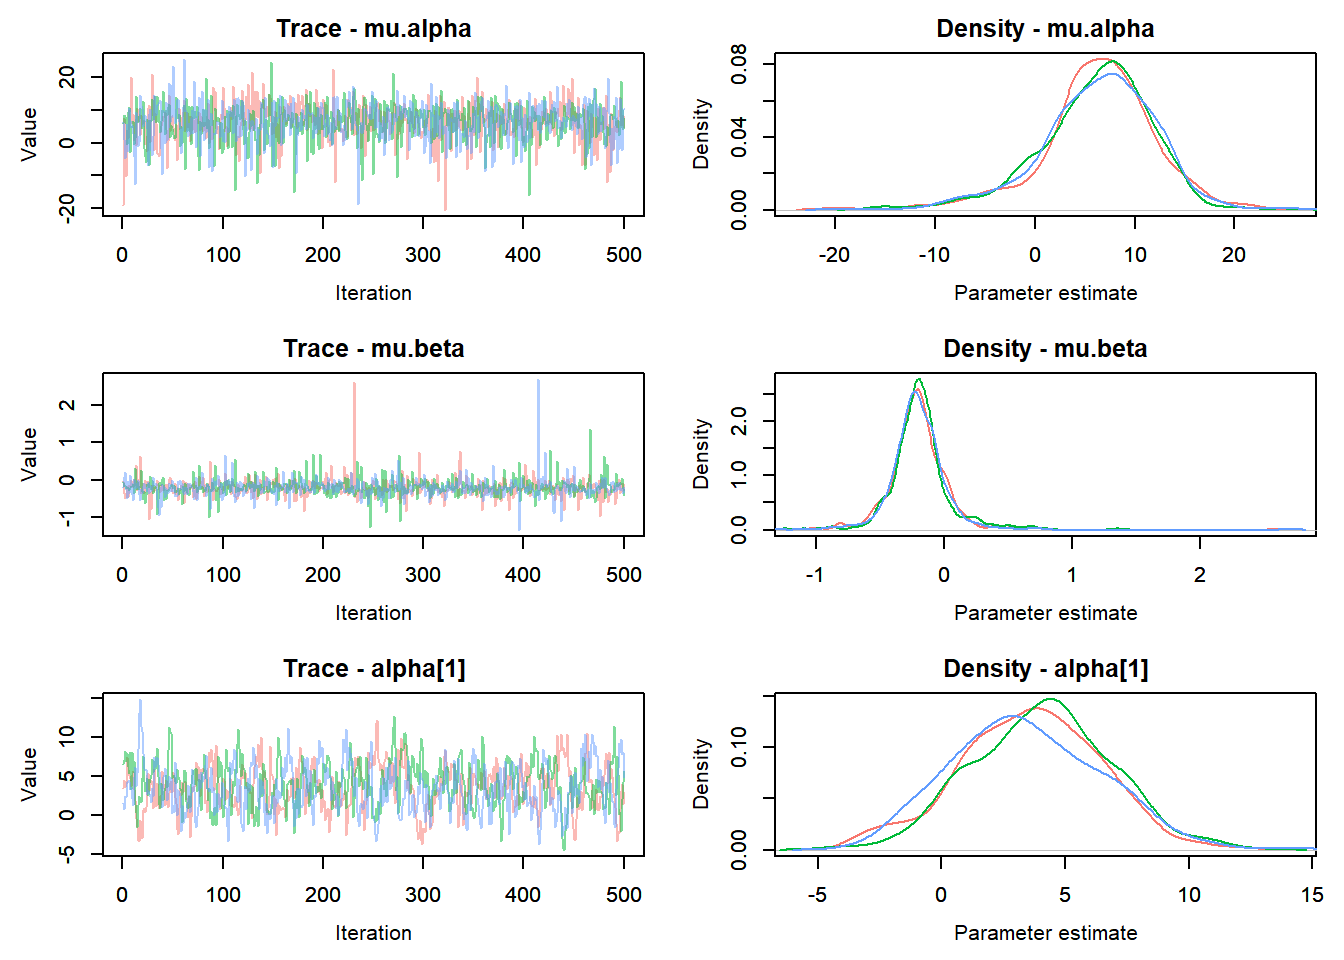 Trace - mu.alpha
Value
20
0
-20
0 100 200 300 400 500
Iteration
Density - mu.alpha
Density
0.08
0.04
0.00
-20 -10 0 10 20
Parameter estimate
Trace - mu.beta
Value
2
1
0
-1
0 100 200 300 400 500
Iteration
Density - mu.beta
Density
2.0
1.0
0.0
-1 0 1 2
Parameter estimate
Trace - alpha[1]
Value
10
5
0
-5
0 100 200 300 400 500
Iteration
Density - alpha[1]
Density
0.10
0.00
-5 0 5 10 15
Parameter estimate